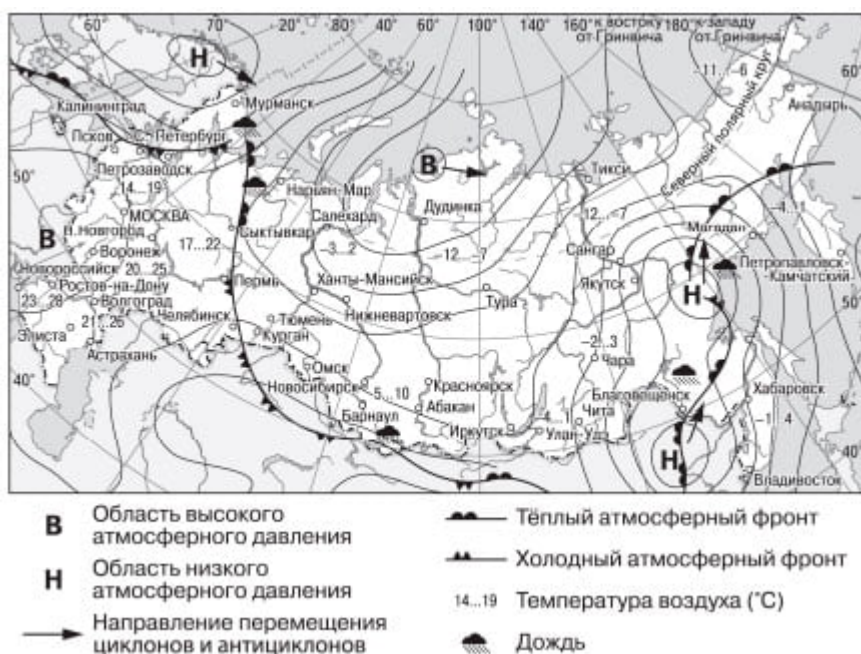 60° 70° 20° 40° 60° 80° 100° 120° 140° 160° к востоку от Гринвича 180° к западу от Гринвича
Н
–11...–6
60°
Анадырь
Мурманск
Калининград
Северный полярный круг
Псков
С.-Петербург
50°
Петрозаводск
14...19
В
Тикси
Нарьян-Мар
МОСКВА
Салехард
Дудинка
12...–7
–4...1
Магадан
В
Н.Новгород
Сыктывкар
17...22
–3...2
–12...–7
Сангар
Петропавловск-
Камчатский
50°
Воронеж
Новороссийск
20...25
Ростов-на-Дону
Пермь
Ханты-Мансийск
Якутск
Н
23...28
Волгоград
Тура
Нижневартовск
Челябинск
Тюмень
Элиста
21...26
Курган
–2...3
Чара
Астрахань
Омск
40°
Новосибирск
5...10
Красноярск
Благовещенск
Хабаровск
Барнаул
Абакан
Чита
–1...4
Иркутск
–4...1
Улан-Удэ
40°
Н
Владивосток
В Область высокого
атмосферного давления
Н Область низкого
атмосферного давления
Направление перемещения
циклонов и антициклонов
Тёплый атмосферный фронт
Холодный атмосферный фронт
14...19 Температура воздуха (°C)
Дождь